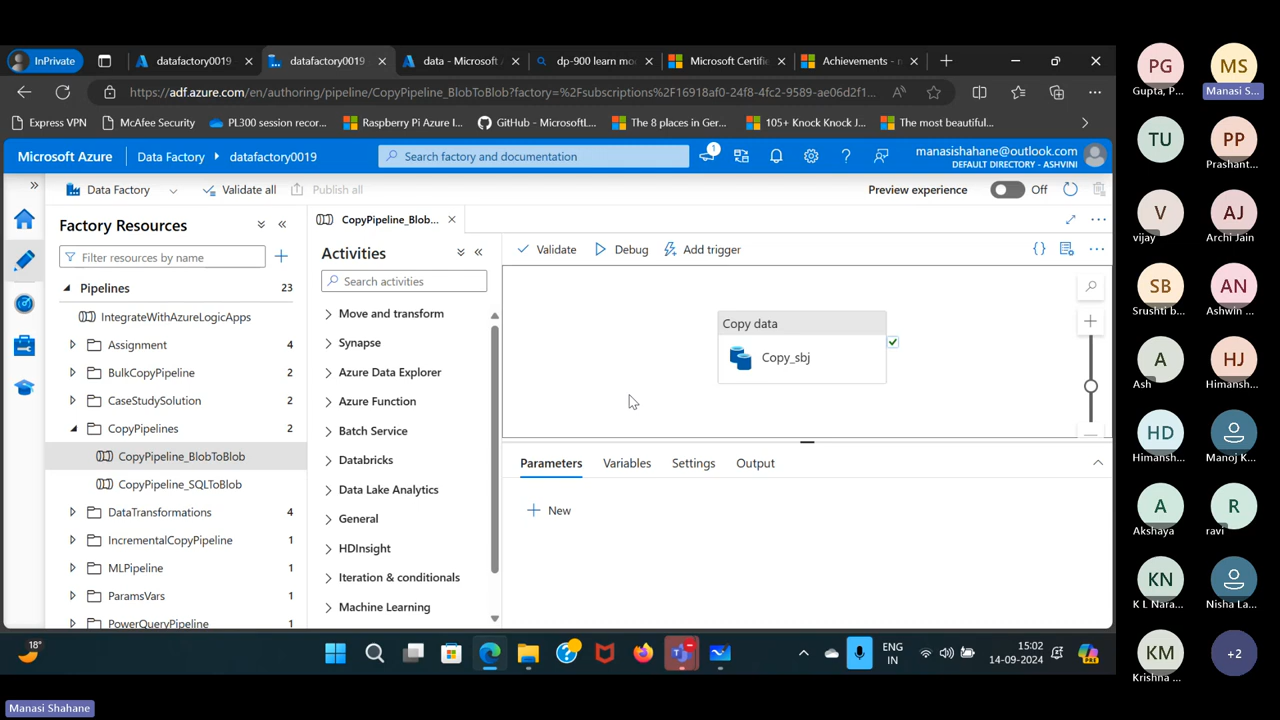 InPrivate
datafactory0019
datafactory0019
data - Microsoft
dp-900 learn mo
Microsoft Certifi
Achievements - n
https://adf.azure.com/en/authoring/pipeline/CopyPipeline_BlobToBlob?factory=%2Fsubscriptions%2F16918af0-24f8-4fc2-9589-ae06d2f1...
Express VPN
McAfee Security
PL300 session recor...
Raspberry Pi Azure I...
GitHub - MicrosoftL...
The 8 places in Ger...
105+ Knock Knock J...
The most beautiful...
Microsoft Azure
Data Factory
datafactory0019
Search factory and documentation
1
manasishahane@outlook.com
DEFAULT DIRECTORY - ASHVINI
Data Factory
Validate all
Publish all
Preview experience
Off
Factory Resources
Filter resources by name
Pipelines 23
IntegrateWithAzureLogicApps
Assignment 4
BulkCopyPipeline 2
CaseStudySolution 2
CopyPipelines 2
CopyPipeline_BlobToBlob
CopyPipeline_SQLToBlob
DataTransformations 4
IncrementalCopyPipeline 1
MLPipeline 1
ParamsVars 1
PowerQueryPipeline 1
CopyPipeline_Blob...
Activities
Search activities
Move and transform
Synapse
Azure Data Explorer
Azure Function
Batch Service
Databricks
Data Lake Analytics
General
HDInsight
Iteration & conditionals
Machine Learning
Validate
Debug
Add trigger
{}
Copy data
Copy_sbj
Parameters
Variables
Settings
Output
New
18°
ENG
IN
15:02
14-09-2024
PRE
PG
Gupta, P...
MS
Manasi S...
TU
PP
Prashant...
V
vijay
AJ
Archi Jain
SB
Srushti b...
AN
Ashwin ...
A
Ash
HJ
Himansh...
HD
Himansh...
Manoj K...
A
Akshaya
R
ravi
KN
K L Nara...
Nisha La...
KM
Krishna ...
+2
Manasi Shahane